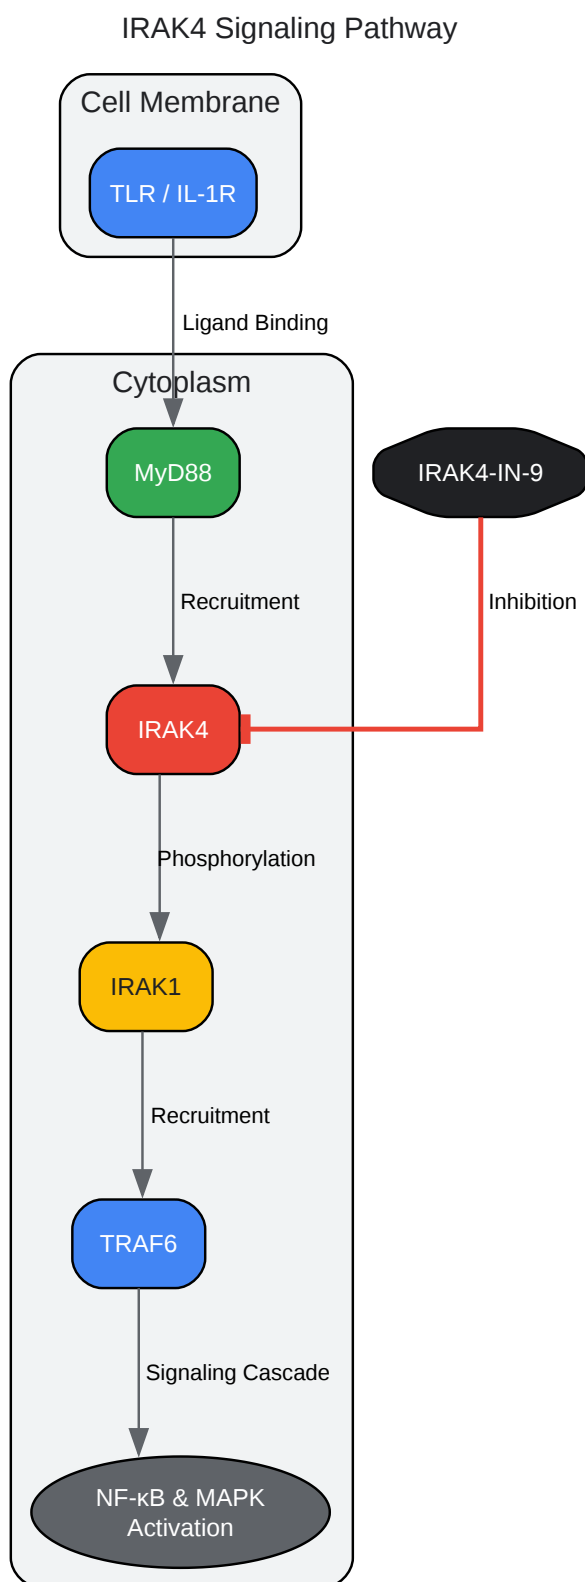 IRAK4 Signaling Pathway
Cell Membrane
TLR / IL-1R
Ligand Binding
Cytoplasm
MyD88
IRAK4-IN-9
Recruitment
Inhibition
IRAK4
Phosphorylation
IRAK1
Recruitment
TRAF6
Signaling Cascade
NF-κB & MAPK
Activation